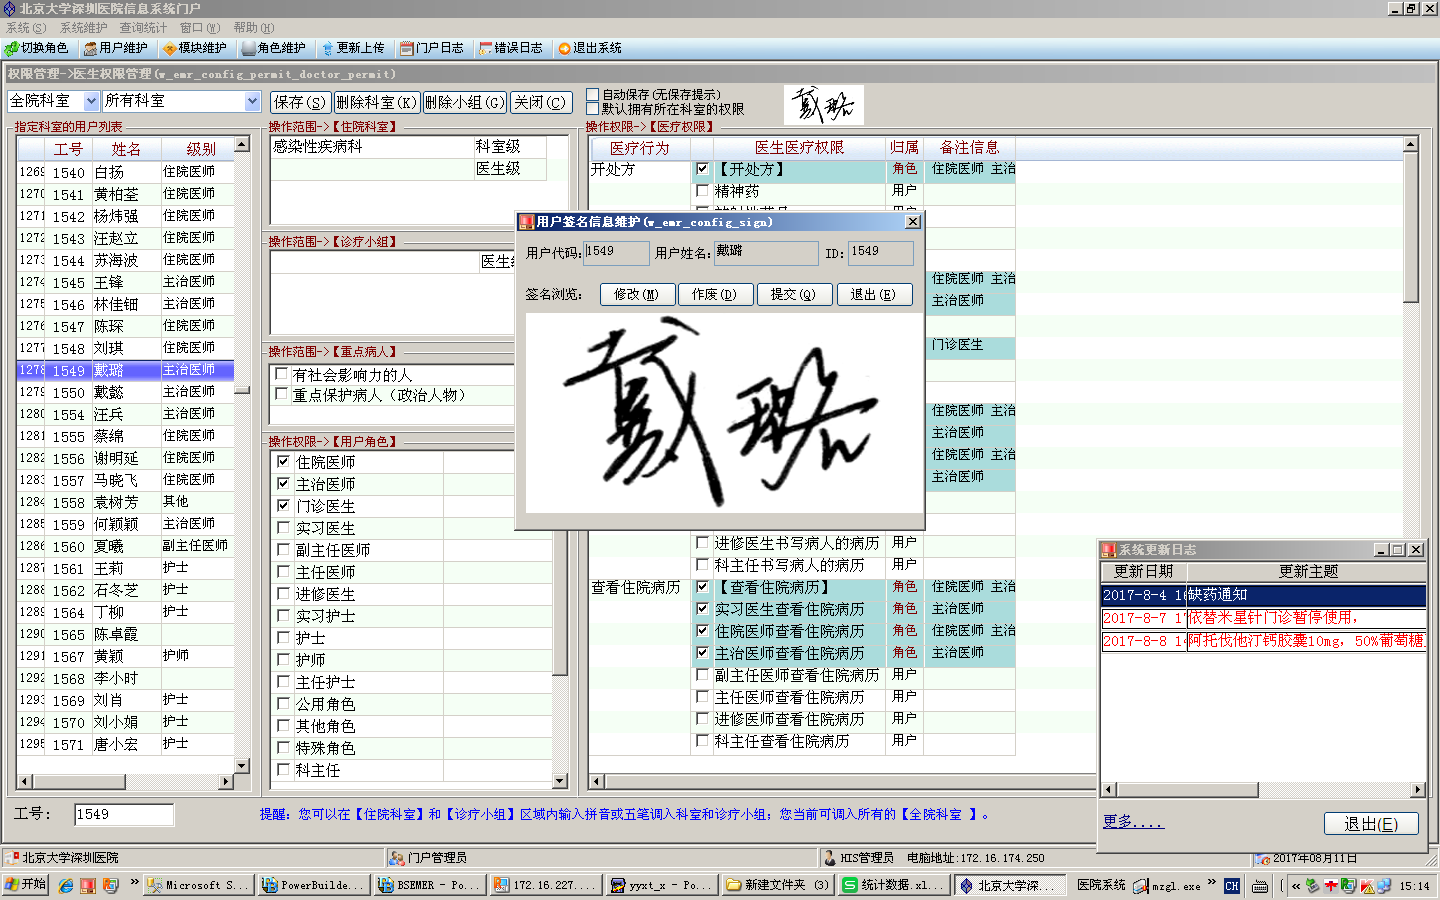 北京大学深圳医院信息系统门户
系统(S) 系统维护 查询统计 窗口(W) 帮助(H)
切换角色 用户维护 模块维护 角色维护 更新上传 门户日志 错误日志 退出系统
权限管理->医生权限管理(w_emr_config_permit_doctor_permit)
全院科室 所有科室 保存(S) 删除科室(K) 删除小组(G) 关闭(C)
自动保存(无保存提示)
默认拥有所在科室的权限
戴璐
指定科室的用户列表
工号 姓名 级别
1269 1540 白扬 住院医师
1270 1541 黄柏荃 住院医师
1271 1542 杨炜强 住院医师
1272 1543 汪赵立 住院医师
1273 1544 苏海波 住院医师
1274 1545 王锋 主治医师
1275 1546 林佳钿 主治医师
1276 1547 陈琛 住院医师
1277 1548 刘琪 住院医师
1278 1549 戴璐 主治医师
1279 1550 戴懿 主治医师
1280 1554 汪兵 主治医师
1281 1555 蔡绵 住院医师
1282 1556 谢明延 住院医师
1283 1557 马晓飞 住院医师
1284 1558 袁树芳 其他
1285 1559 何颖颖 主治医师
1286 1560 夏曦 副主任医师
1287 1561 王莉 护士
1288 1562 石冬芝 护士
1289 1564 丁柳 护士
1290 1565 陈卓霞
1291 1567 黄颖 护师
1292 1568 李小时
1293 1569 刘肖 护士
1294 1570 刘小娟 护士
1295 1571 唐小宏 护士
操作范围->【住院科室】
感染性疾病科 科室级
医生级
操作范围->【诊疗小组】
医生
操作范围->【重点病人】
有社会影响力的人
重点保护病人（政治人物）
操作权限->【用户角色】
住院医师
主治医师
门诊医生
实习医生
副主任医师
主任医师
进修医生
实习护士
护士
护师
主任护士
公用角色
其他角色
特殊角色
科主任
操作权限->【医疗权限】
医疗行为 医生医疗权限 归属 备注信息
开处方 【开处方】 角色 住院医师 主治
精神药 用户
住院医师 主治
主治医师
门诊医生
住院医师 主治
主治医师
住院医师 主治
主治医师
进修医生书写病人的病历 用户
科主任书写病人的病历 用户
查看住院病历 【查看住院病历】 角色 住院医师 主治
实习医生查看住院病历 角色 主治医师
住院医师查看住院病历 角色 住院医师 主治
主治医师查看住院病历 角色 主治医师
副主任医师查看住院病历 用户
主任医师查看住院病历 用户
进修医师查看住院病历 用户
科主任查看住院病历 用户
用户签名信息维护(w_emr_config_sign)
用户代码: 1549 用户姓名: 戴璐 ID: 1549
签名浏览: 修改(M) 作废(D) 提交(Q) 退出(E)
戴璐
系统更新日志
更新日期 更新主题
2017-8-4 16 缺药通知
2017-8-7 17 依替米星针门诊暂停使用，
2017-8-8 14 阿托伐他汀钙胶囊10mg，50%葡萄糖
更多....
退出(E)
工号: 1549
提醒：您可以在【住院科室】和【诊疗小组】区域内输入拼音或五笔调入科室和诊疗小组；您当前可调入所有的【全院科室 】。
北京大学深圳医院 门户管理员 HIS管理员 电脑地址:172.16.174.250 2017年08月11日
开始 Microsoft S... PowerBuilde... BSEMER - Po... 172.16.227.... yyxt_x - Po... 新建文件夹 (3) 统计数据.xl... 北京大学深... 医院系统 mzgl.exe CH 15:14